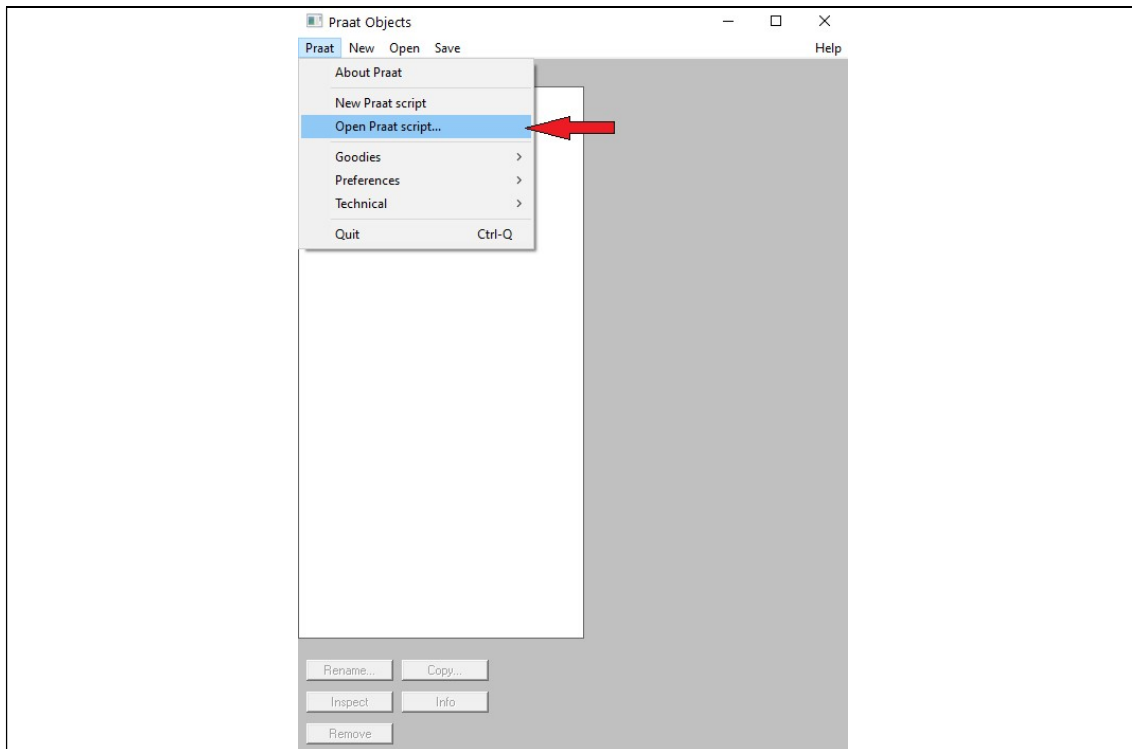 Praat Objects
Praat New Open Save Help
About Praat
New Praat script
Open Praat script...
Goodies
Preferences
Technical
Quit Ctrl-Q
Rename... Copy...
Inspect Info
Remove